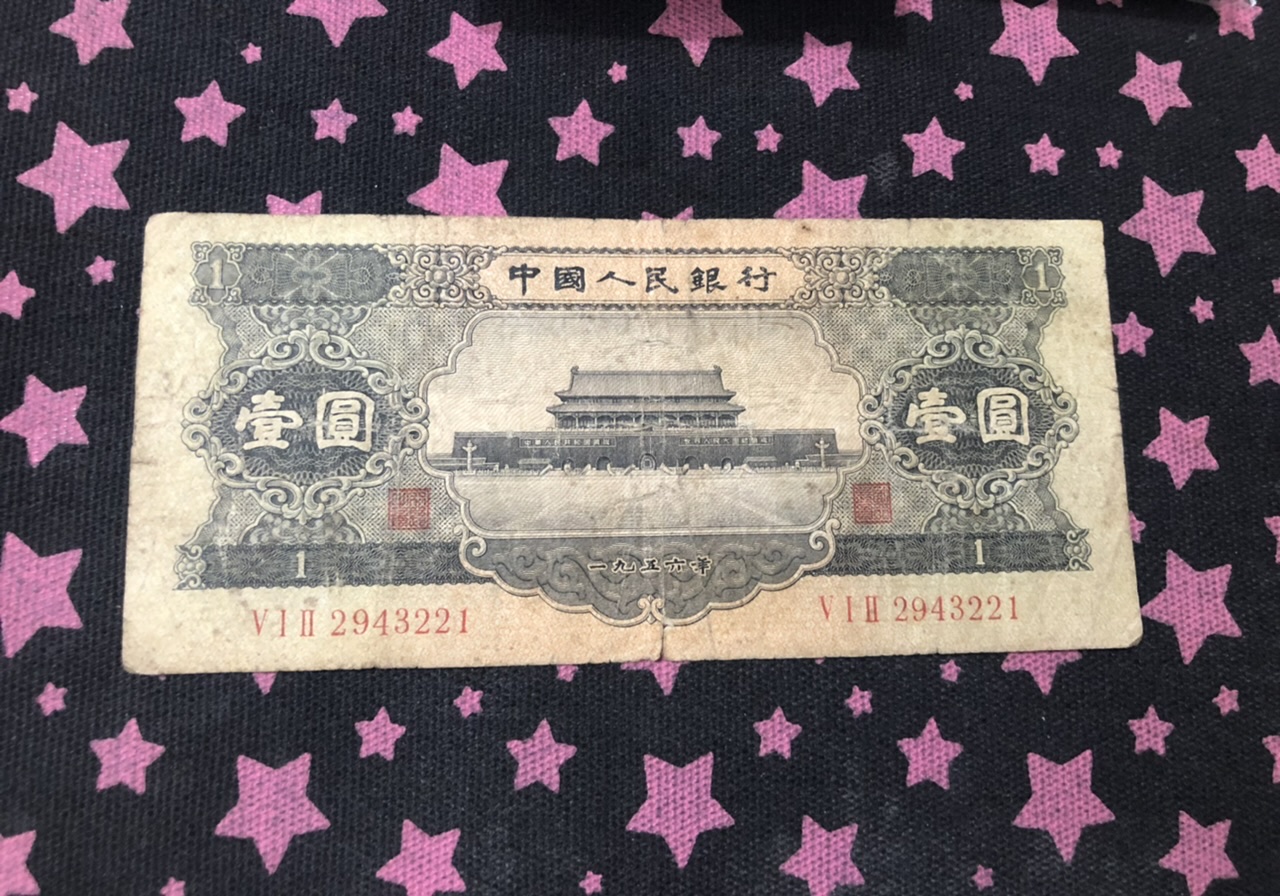 1 中國人民銀行 1
壹圓 壹圓
1 一九五六年 1
VIII 2943221 VIII 2943221